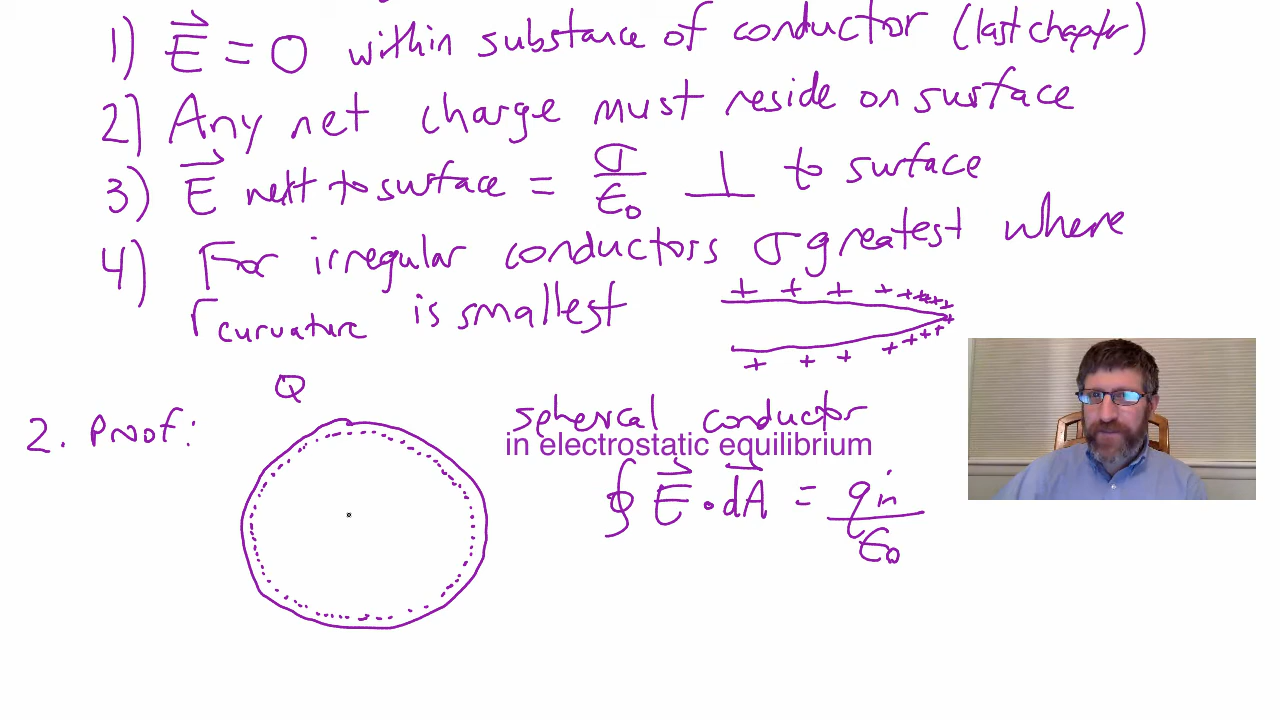 1) E = 0 within substance of conductor (last chapter)
2) Any net charge must reside on surface
3) E next to surface = σ/ε₀ ⊥ to surface
4) For irregular conductors σ greatest where
r curvature is smallest
+ + + + + + + + +
+ + + + + + +
Q
2. Proof:
spherical conductor
in electrostatic equilibrium
∮ E · dA = q in / ε₀